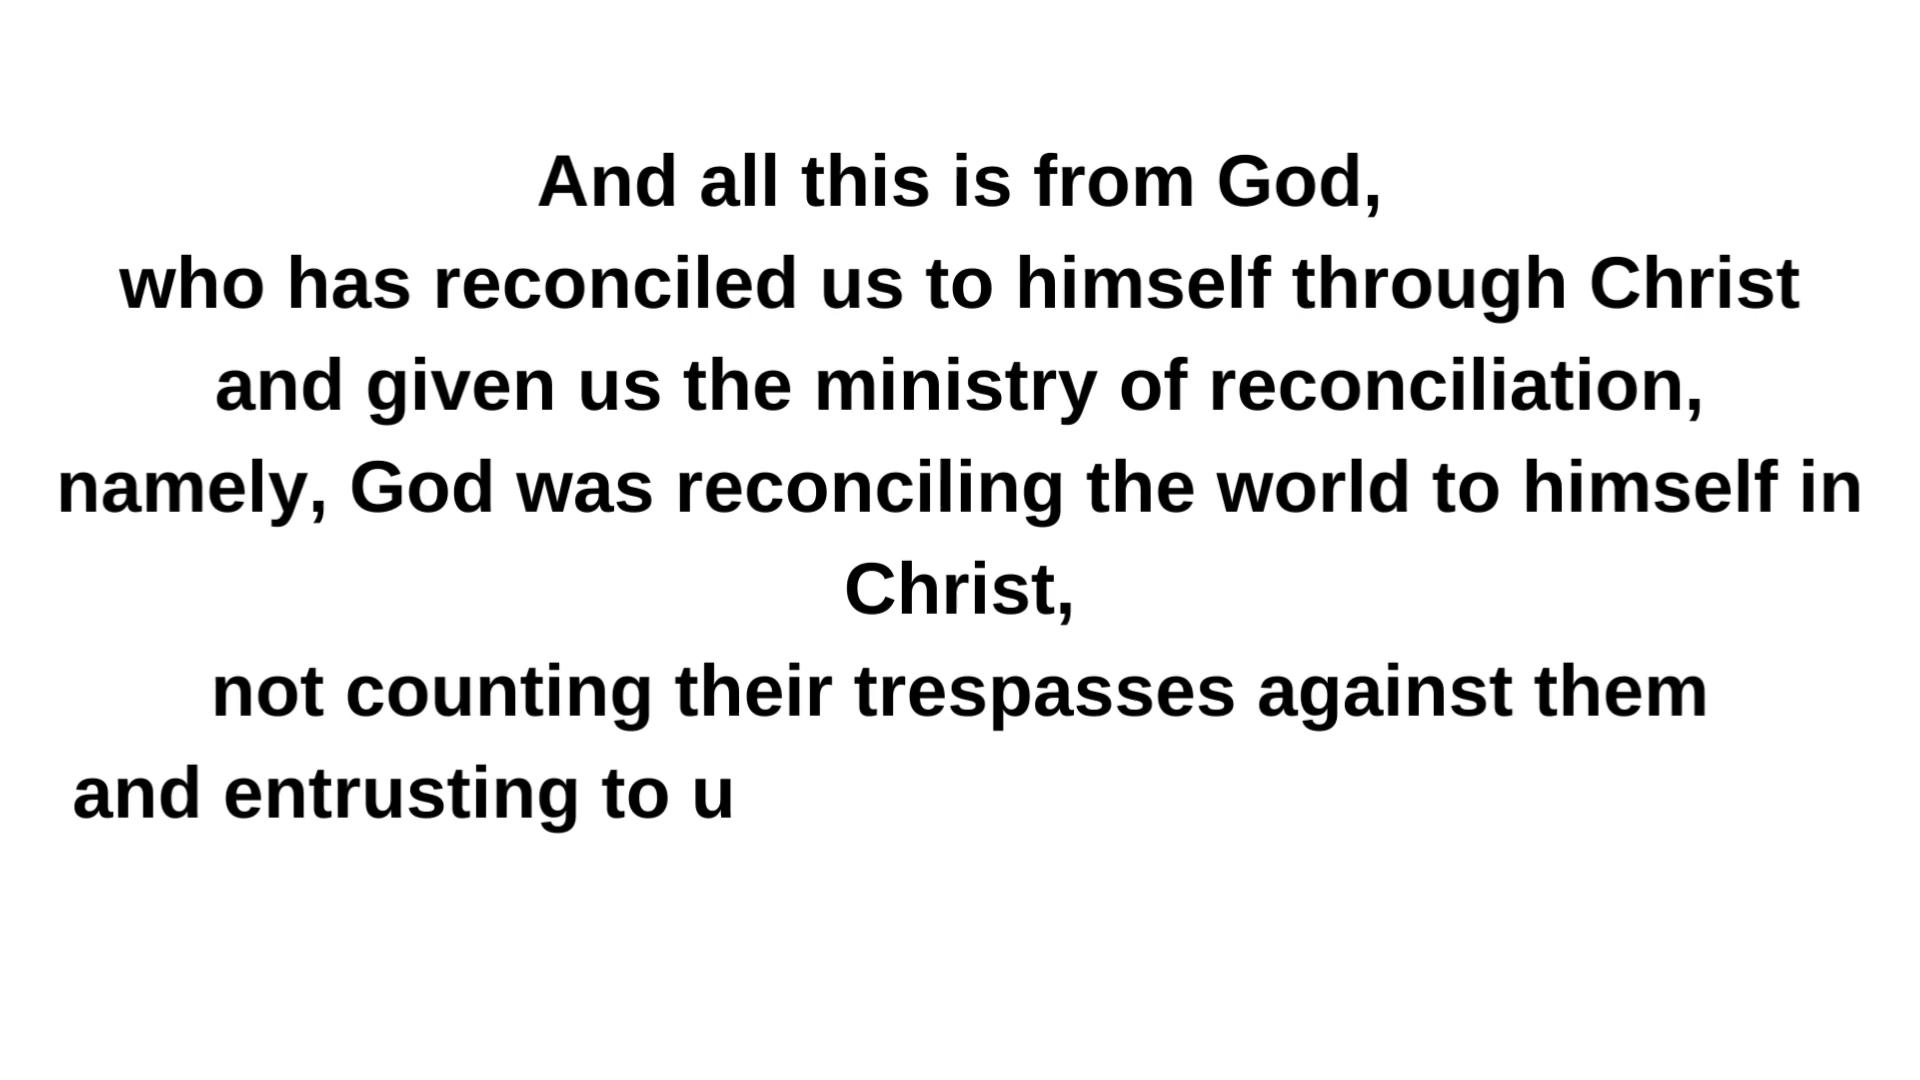 And all this is from God,
who has reconciled us to himself through Christ
and given us the ministry of reconciliation,
namely, God was reconciling the world to himself in
Christ,
not counting their trespasses against them
and entrusting to u